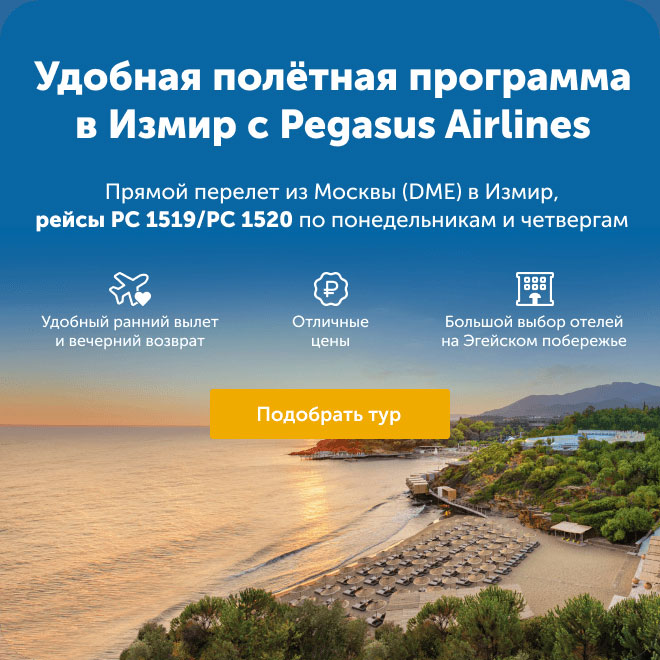 Удобная полётная программа
в Измир с Pegasus Airlines
Прямой перелет из Москвы (DME) в Измир,
рейсы PC 1519/PC 1520 по понедельникам и четвергам
Удобный ранний вылет
и вечерний возврат
₽
Отличные
цены
Большой выбор отелей
на Эгейском побережье
Подобрать тур